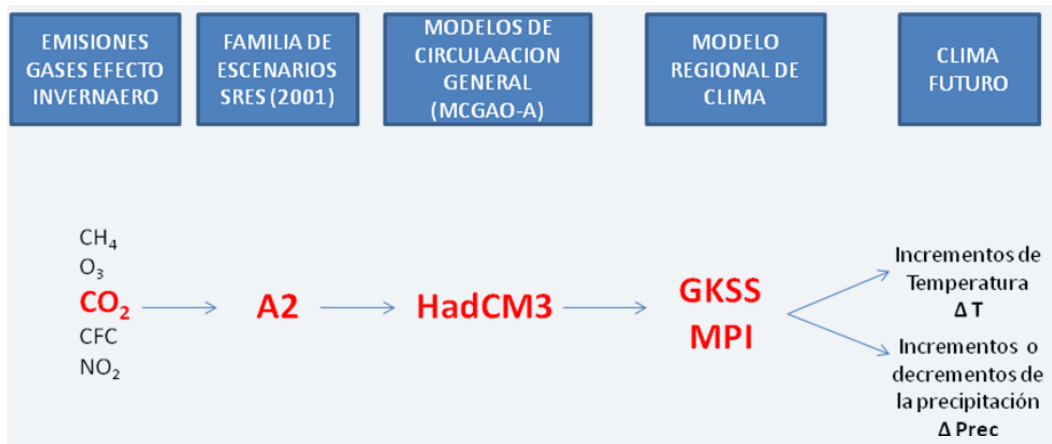 EMISIONES
GASES EFECTO
INVERNAERO
FAMILIA DE
ESCENARIOS
SRES (2001)
MODELOS DE
CIRCULAACION
GENERAL
(MCGAO-A)
MODELO
REGIONAL DE
CLIMA
CLIMA
FUTURO
CH₄
O₃
CO₂
CFC
NO₂
A2
HadCM3
GKSS
MPI
Incrementos de
Temperatura
Δ T
Incrementos o
decrementos de
la precipitación
Δ Prec